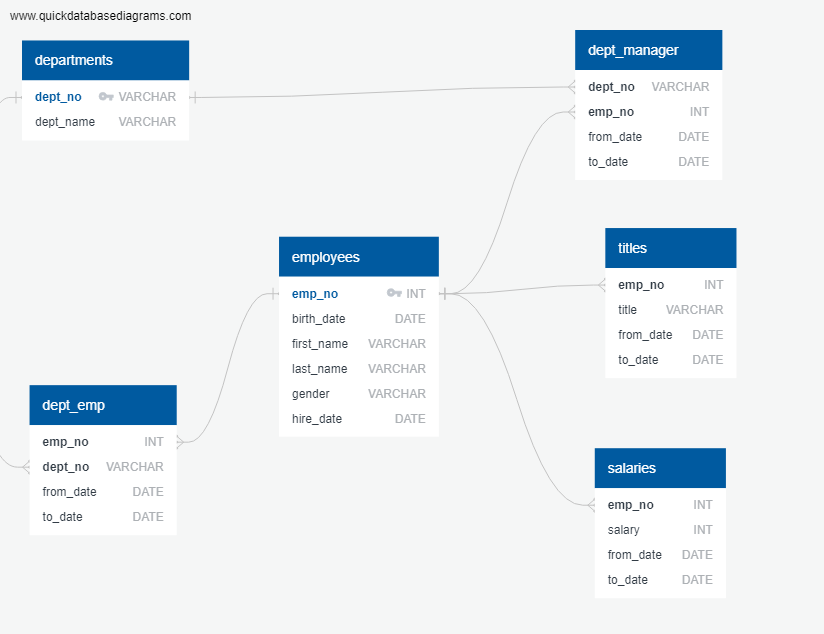 www.quickdatabasediagrams.com
departments
dept_no VARCHAR
dept_name VARCHAR
dept_manager
dept_no VARCHAR
emp_no INT
from_date DATE
to_date DATE
employees
emp_no INT
birth_date DATE
first_name VARCHAR
last_name VARCHAR
gender VARCHAR
hire_date DATE
titles
emp_no INT
title VARCHAR
from_date DATE
to_date DATE
dept_emp
emp_no INT
dept_no VARCHAR
from_date DATE
to_date DATE
salaries
emp_no INT
salary INT
from_date DATE
to_date DATE